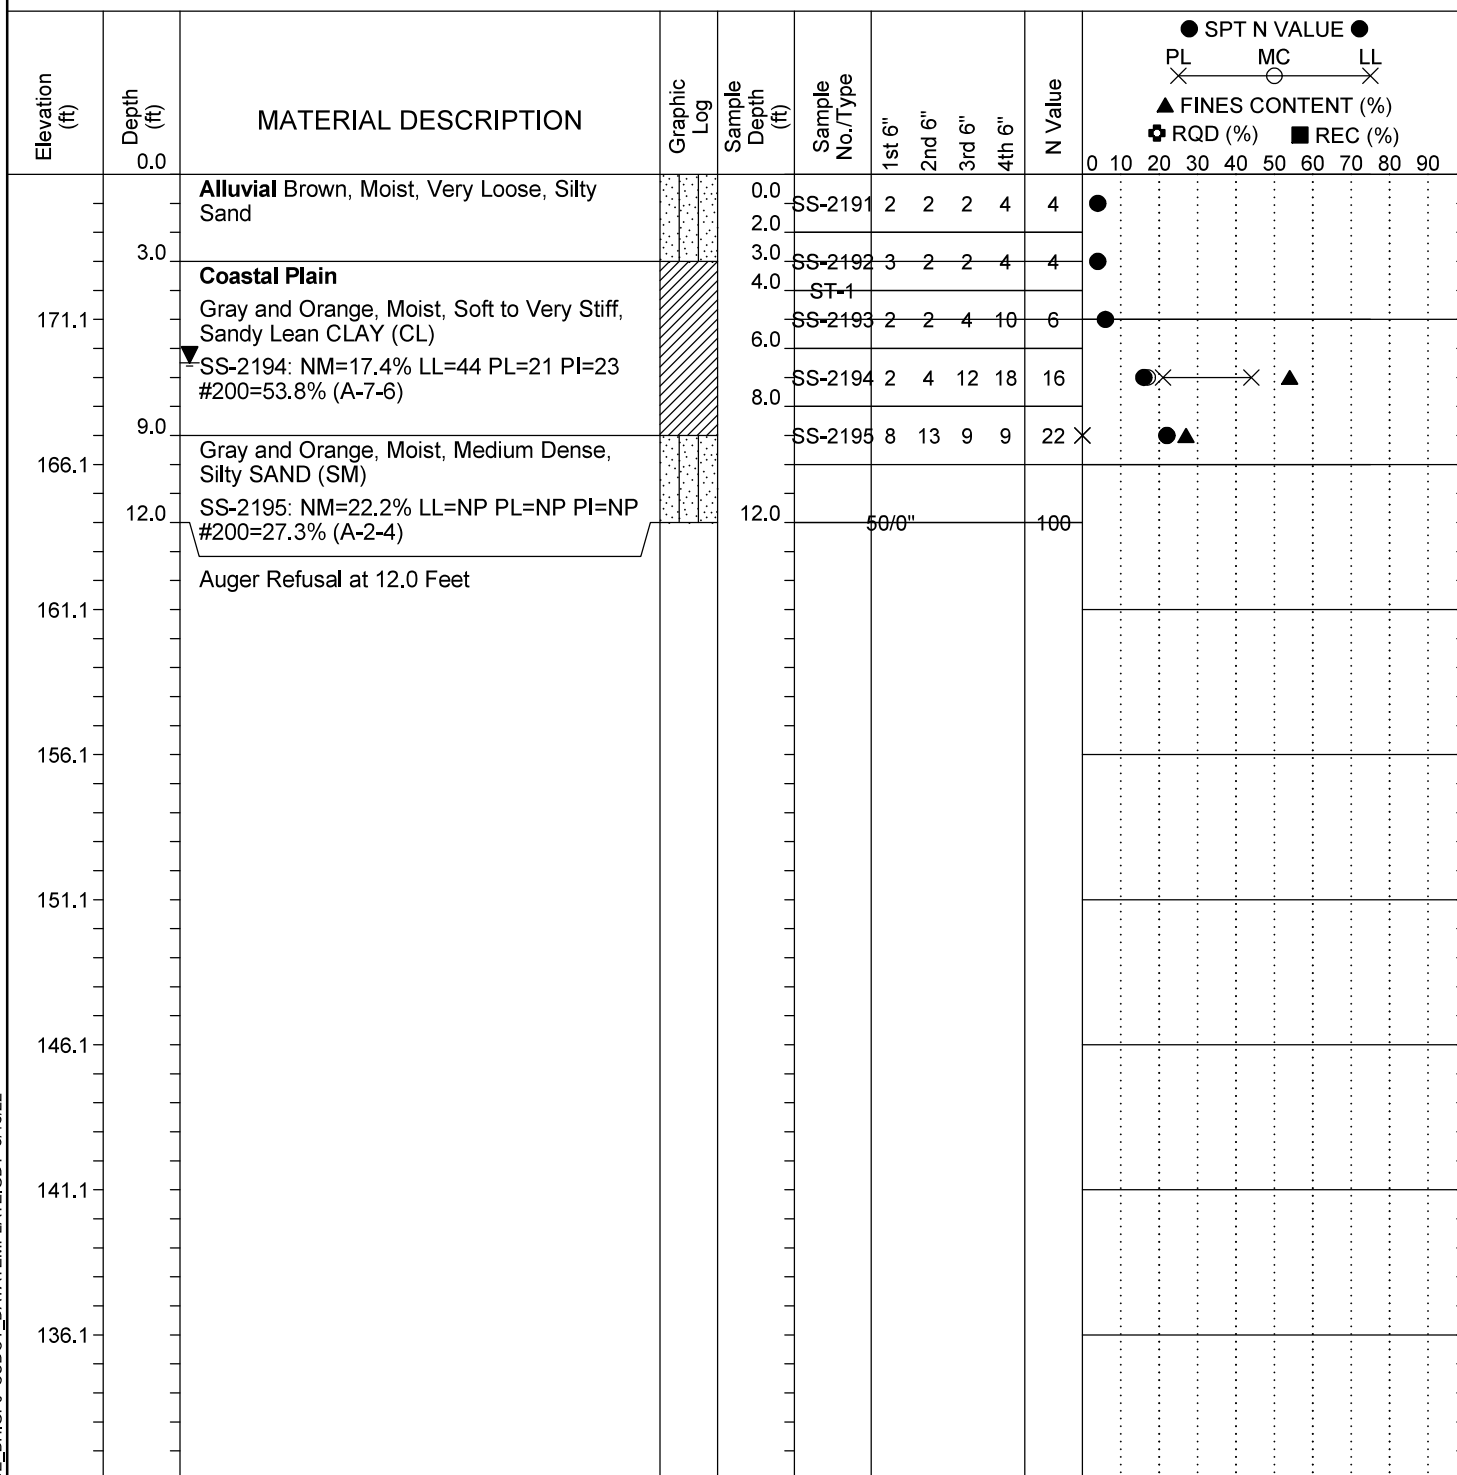 ● SPT N VALUE ●
PL MC LL
▲ FINES CONTENT (%)
RQD (%) ■ REC (%)
Elevation (ft)
Depth (ft)
MATERIAL DESCRIPTION
Graphic Log
Sample Depth (ft)
Sample No./Type
1st 6"
2nd 6"
3rd 6"
4th 6"
N Value
0.0
0 10 20 30 40 50 60 70 80 90
Alluvial Brown, Moist, Very Loose, Silty
Sand
0.0
SS-2191 2 2 2 4 4
2.0
3.0
3.0
SS-2192 3 2 2 4 4
Coastal Plain
4.0
ST-1
Gray and Orange, Moist, Soft to Very Stiff,
Sandy Lean CLAY (CL)
171.1
SS-2193 2 2 4 10 6
6.0
SS-2194: NM=17.4% LL=44 PL=21 PI=23
#200=53.8% (A-7-6)
SS-2194 2 4 12 18 16
8.0
9.0
SS-2195 8 13 9 9 22
Gray and Orange, Moist, Medium Dense,
Silty SAND (SM)
166.1
SS-2195: NM=22.2% LL=NP PL=NP PI=NP
#200=27.3% (A-2-4)
12.0
12.0
50/0" 100
Auger Refusal at 12.0 Feet
161.1
156.1
151.1
146.1
141.1
136.1